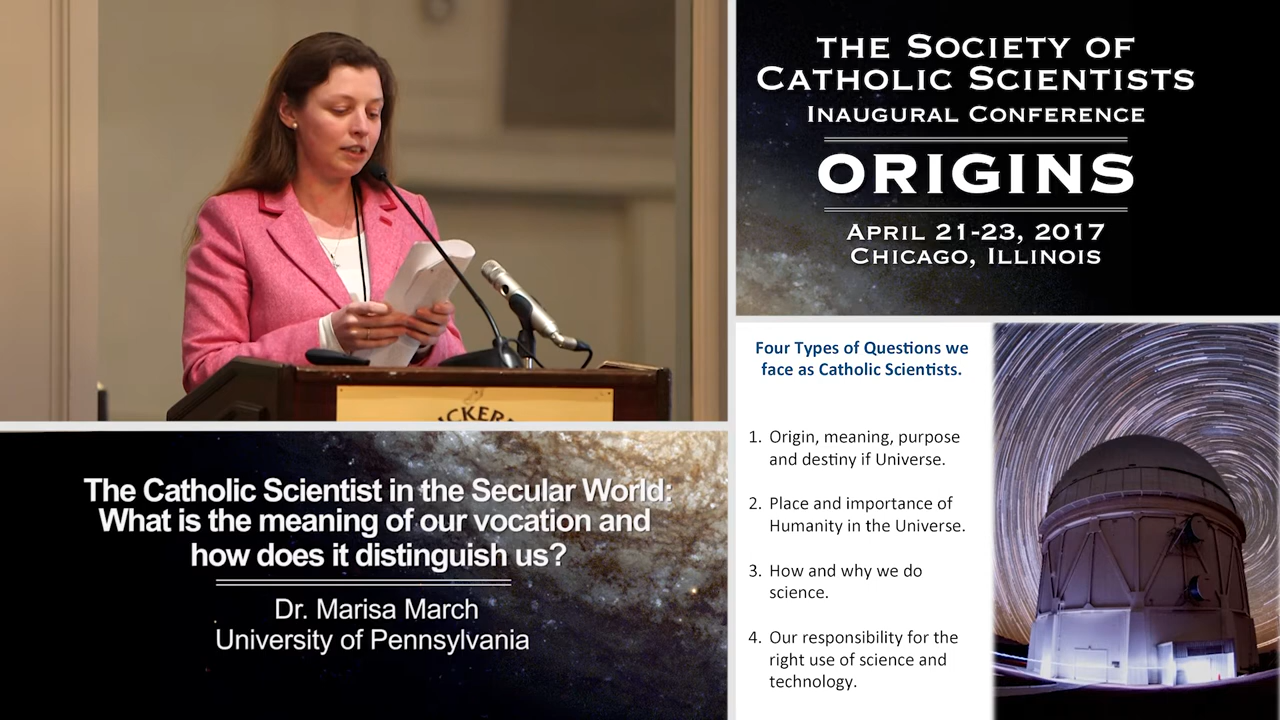 THE SOCIETY OF
CATHOLIC SCIENTISTS
INAUGURAL CONFERENCE
ORIGINS
APRIL 21-23, 2017
CHICAGO, ILLINOIS
The Catholic Scientist in the Secular World:
What is the meaning of our vocation and
how does it distinguish us?
Dr. Marisa March
University of Pennsylvania
Four Types of Questions we
face as Catholic Scientists.
1. Origin, meaning, purpose
and destiny if Universe.
2. Place and importance of
Humanity in the Universe.
3. How and why we do
science.
4. Our responsibility for the
right use of science and
technology.